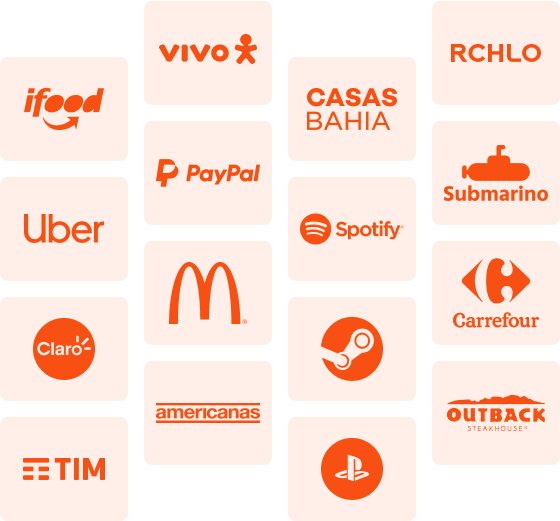 ifood
Uber
Claro
TIM
vivo
PayPal
M
americanas
CASAS
BAHIA
Spotify
RCHLO
Submarino
Carrefour
OUTBACK
STEAKHOUSE